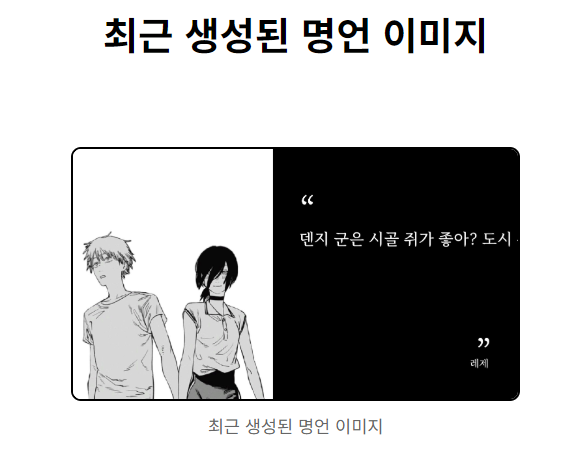 최근 생성된 명언 이미지
“
덴지 군은 시골 쥐가 좋아? 도시
”
레제
최근 생성된 명언 이미지